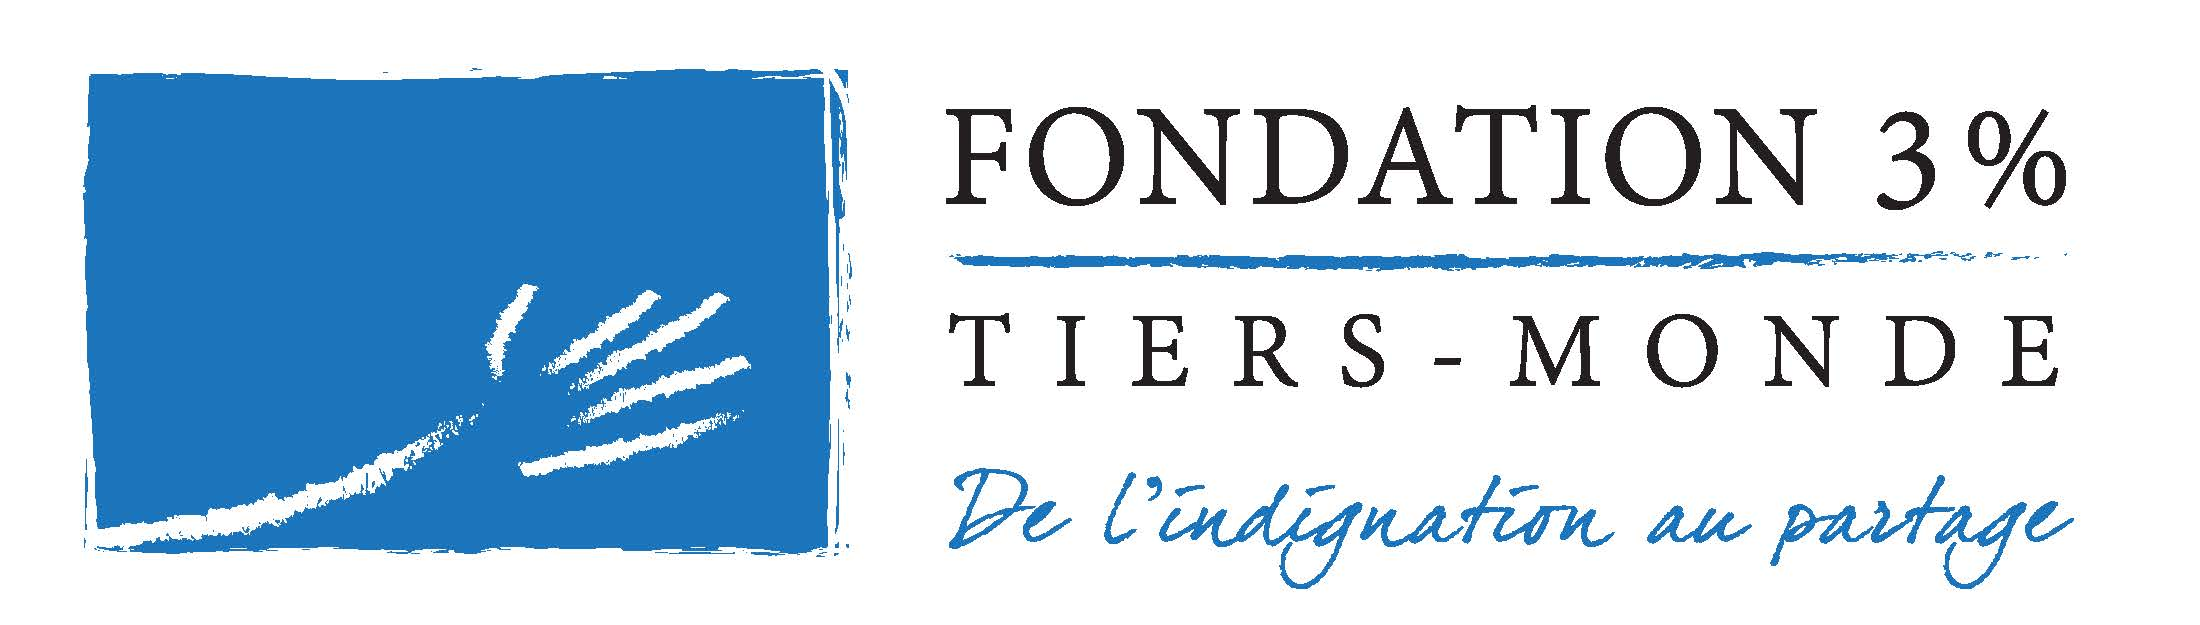 FONDATION 3%
TIERS-MONDE
De l'indignation au partage